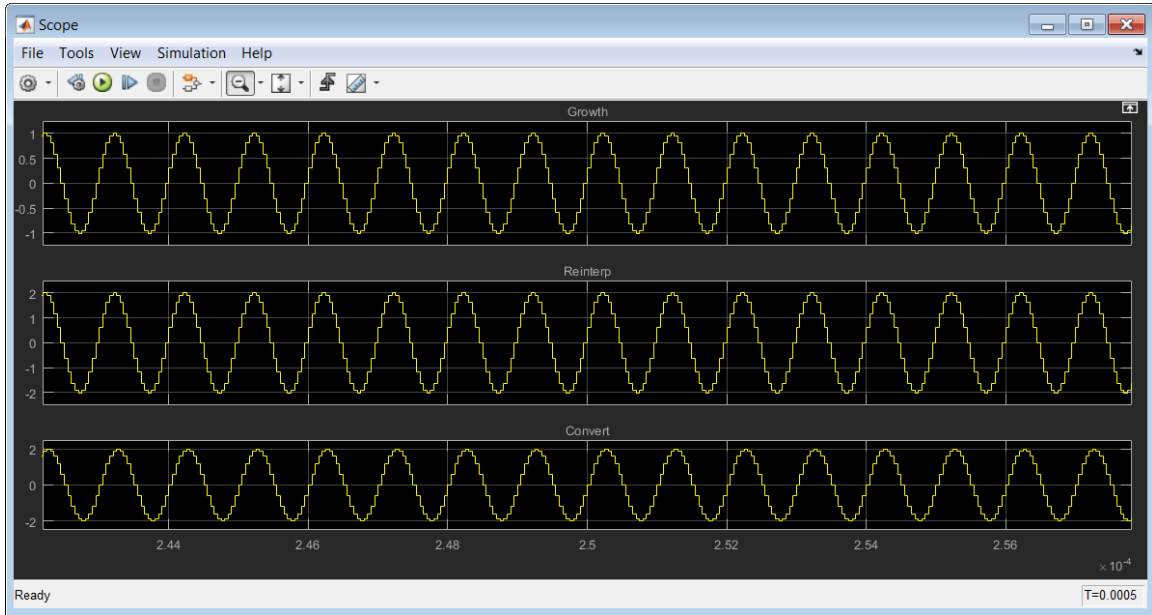 Scope
File Tools View Simulation Help
Growth
1
0.5
0
-0.5
-1
Reinterp
2
1
0
-1
-2
Convert
2
0
-2
2.44 2.46 2.48 2.5 2.52 2.54 2.56
×10⁻⁴
Ready T=0.0005